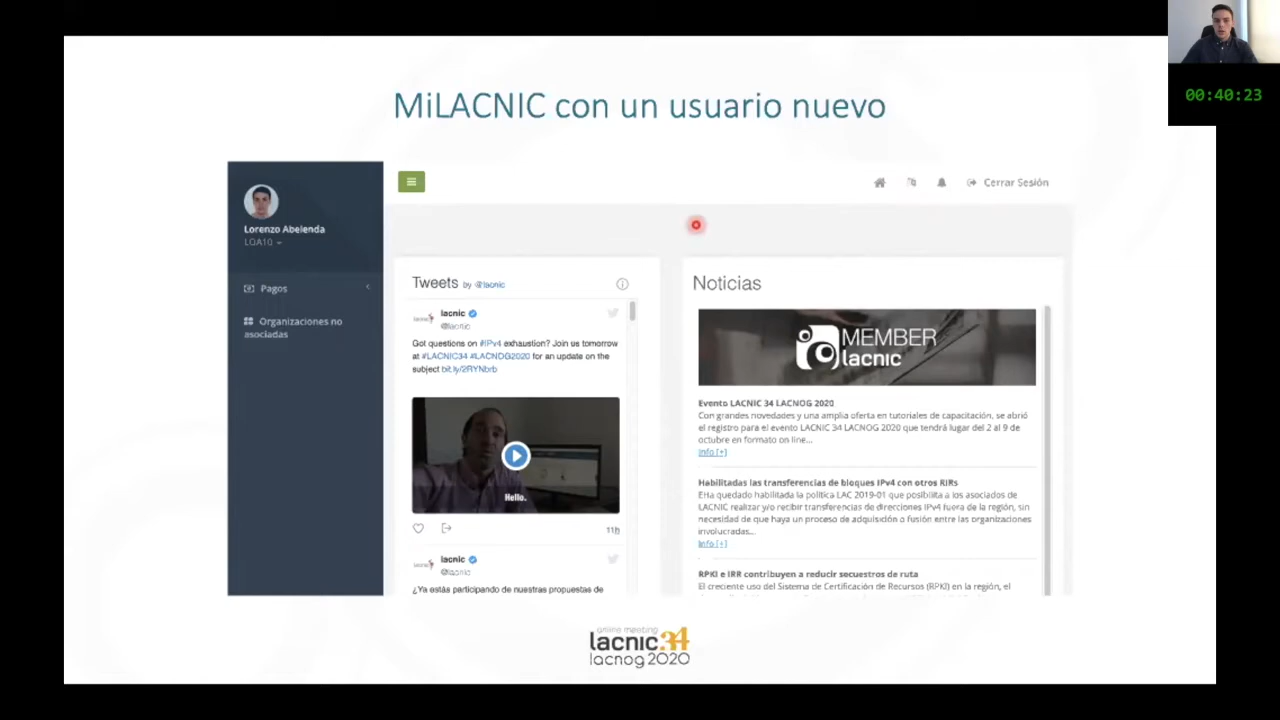 00:40:23
MiLACNIC con un usuario nuevo
Lorenzo Abelenda
LOA10
Pagos
Organizaciones no
asociadas
Cerrar Sesión
Tweets by @lacnic
lacnic
@lacnic
Got questions on #IPv4 exhaustion? Join us tomorrow
at #LACNIC34 #LACNOG2020 for an update on the
subject bit.ly/2RYNbrb
Hello.
11h
lacnic
@lacnic
¿Ya estás participando de nuestras propuestas de
Noticias
MEMBER
lacnic
Evento LACNIC 34 LACNOG 2020
Con grandes novedades y una amplia oferta en tutoriales de capacitación, se abrió
el registro para el evento LACNIC 34 LACNOG 2020 que tendrá lugar del 2 al 9 de
octubre en formato on line...
Info [+]
Habilitadas las transferencias de bloques IPv4 con otros RIRs
EHa quedado habilitada la política LAC 2019-01 que posibilita a los asociados de
LACNIC realizar y/o recibir transferencias de direcciones IPv4 fuera de la región, sin
necesidad de que haya un proceso de adquisición o fusión entre las organizaciones
involucradas...
Info [+]
RPKI e IRR contribuyen a reducir secuestros de ruta
El creciente uso del Sistema de Certificación de Recursos (RPKI) en la región, el
online meeting
lacnic.34
lacnog 2020